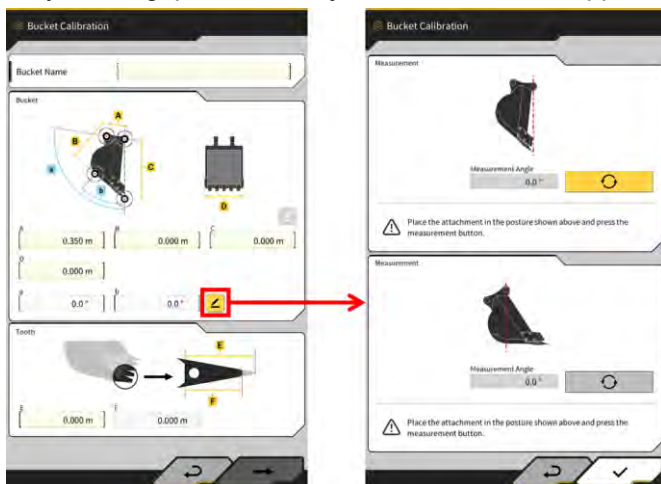 Bucket Calibration
Bucket Name
Bucket
A
B
C
a
b
D
A
0.350 m
B
0.000 m
C
0.000 m
D
0.000 m
a
0.0°
b
0.0°
Tooth
E
F
E
0.000 m
0.000 m
Bucket Calibration
Measurement
Measurement Angle
0.0°
Place the attachment in the posture shown above and press the
measurement button.
Measurement
Measurement Angle
0.0°
Place the attachment in the posture shown above and press the
measurement button.